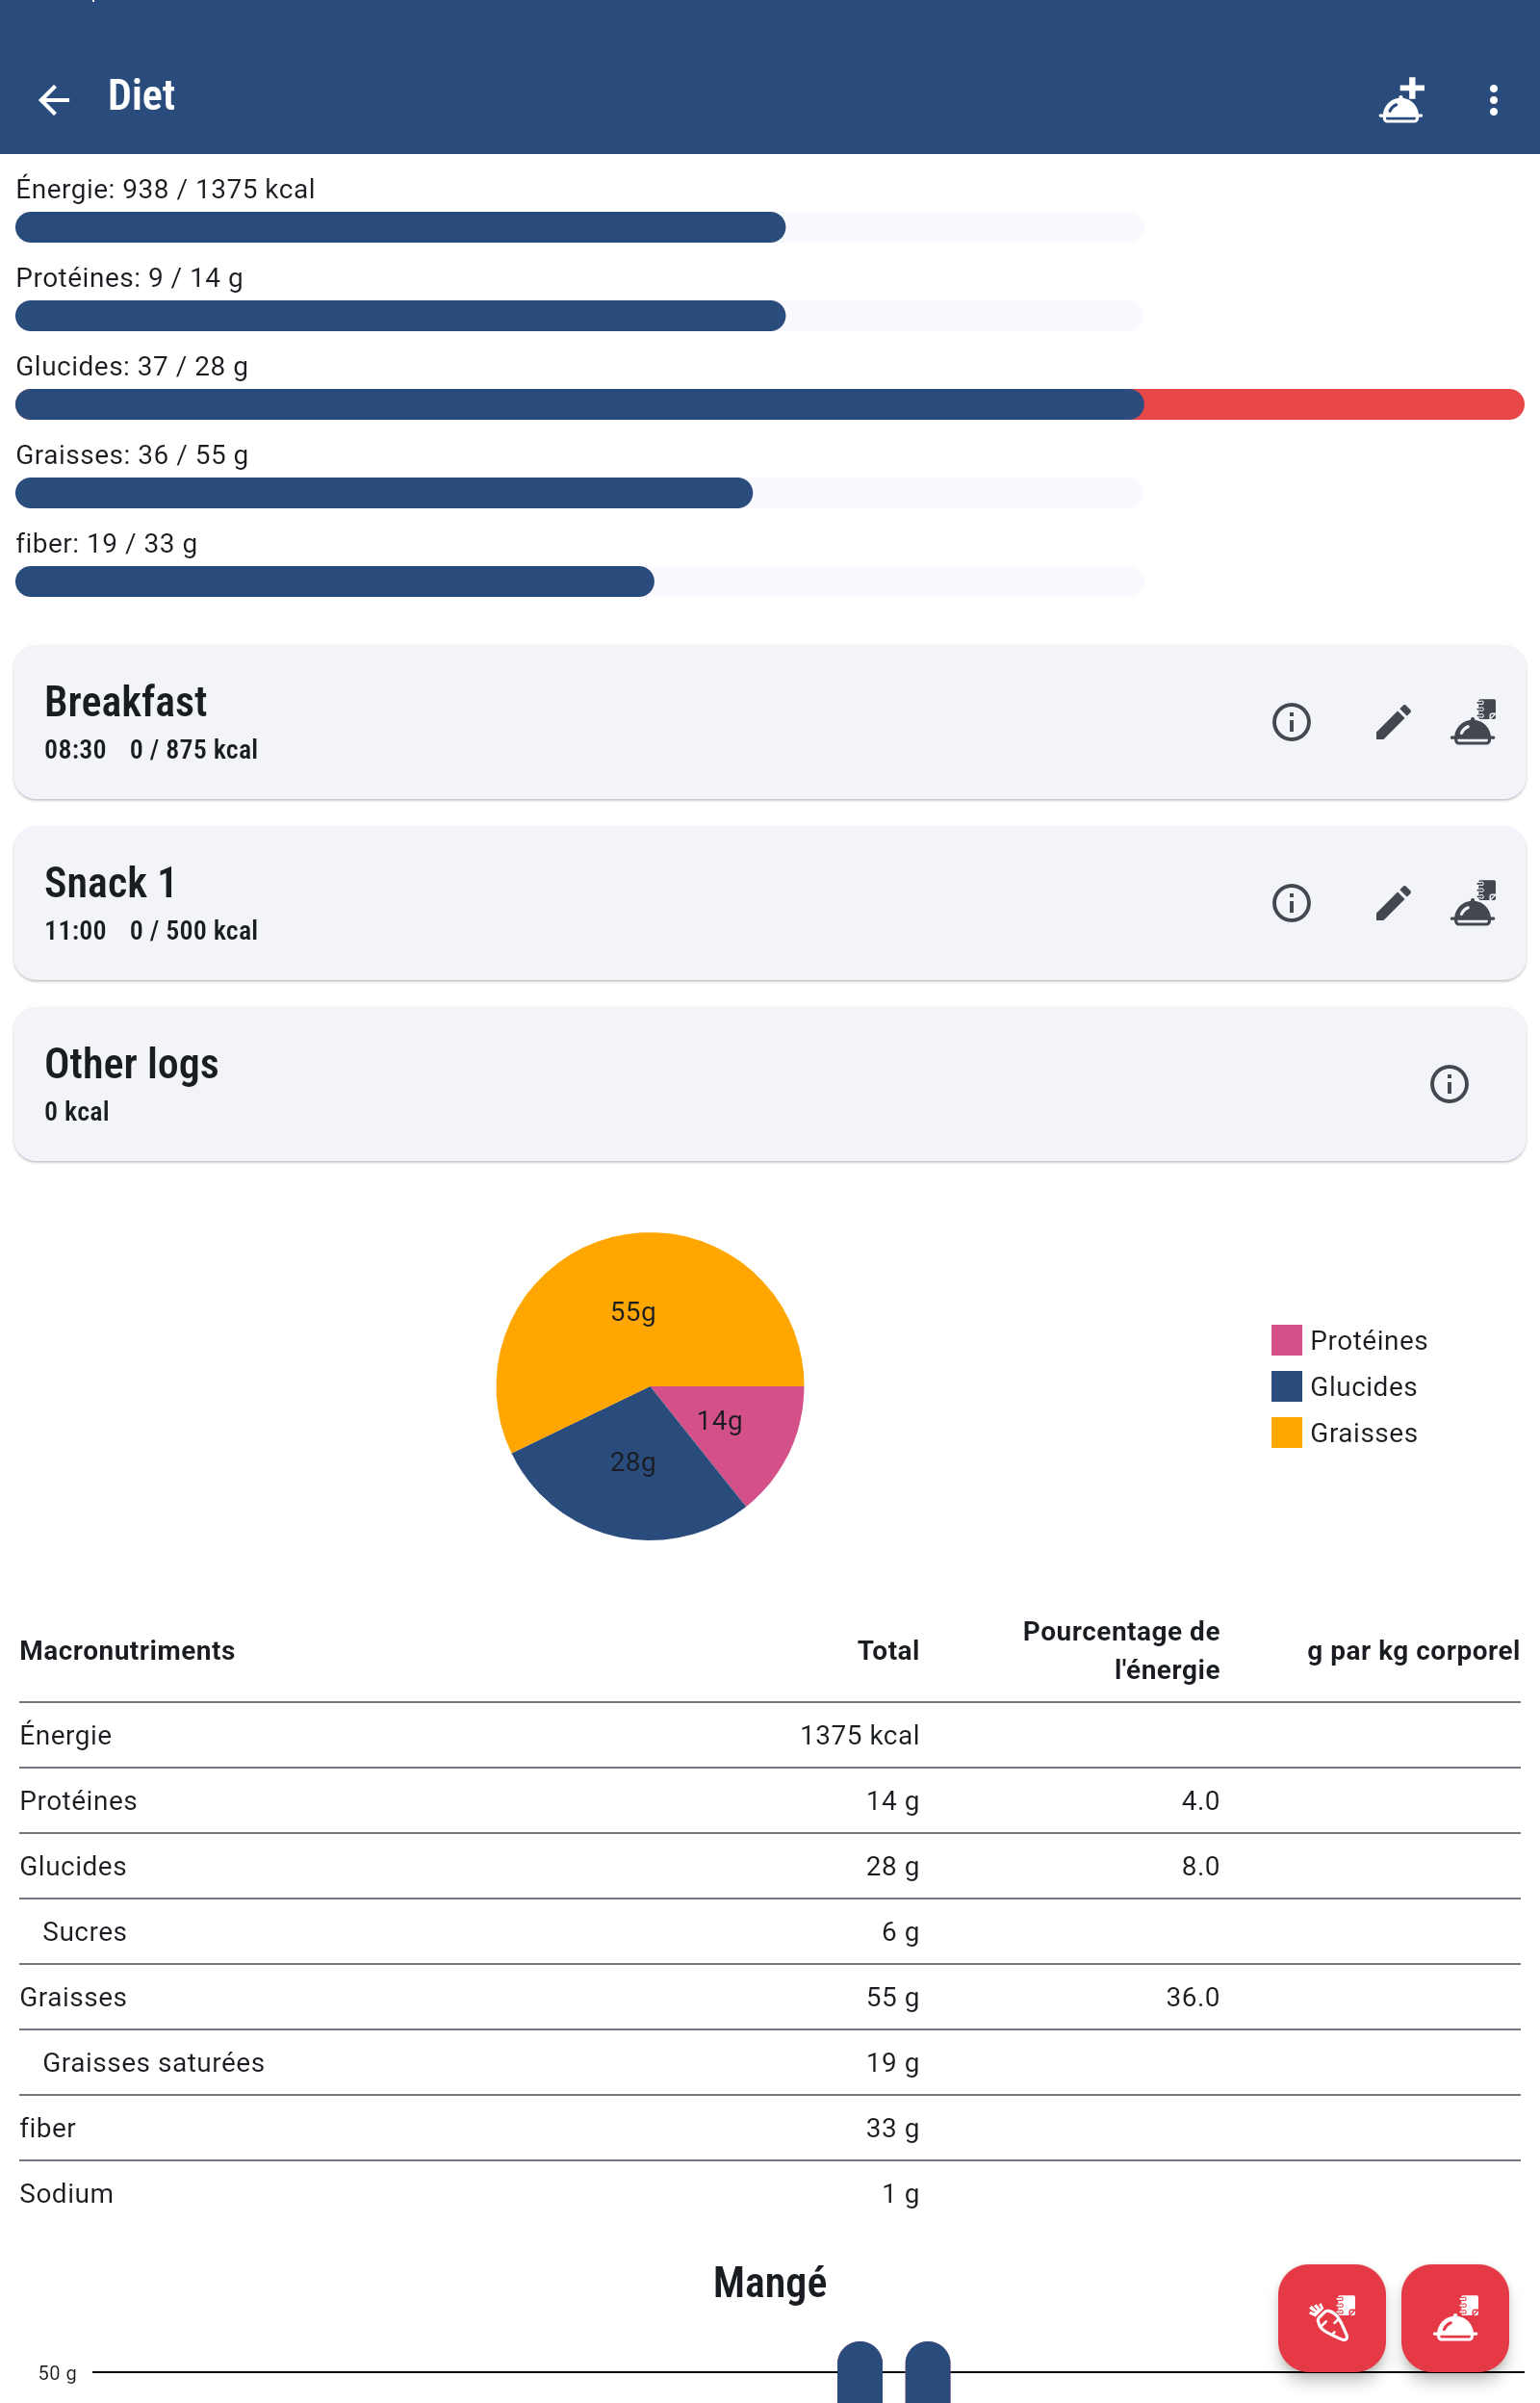 Diet
Énergie: 938 / 1375 kcal
Protéines: 9 / 14 g
Glucides: 37 / 28 g
Graisses: 36 / 55 g
fiber: 19 / 33 g
Breakfast
08:30 0 / 875 kcal
Snack 1
11:00 0 / 500 kcal
Other logs
0 kcal
55g
14g
28g
Protéines
Glucides
Graisses
Macronutriments Total Pourcentage de l'énergie g par kg corporel
Énergie 1375 kcal
Protéines 14 g 4.0
Glucides 28 g 8.0
Sucres 6 g
Graisses 55 g 36.0
Graisses saturées 19 g
fiber 33 g
Sodium 1 g
Mangé
50 g